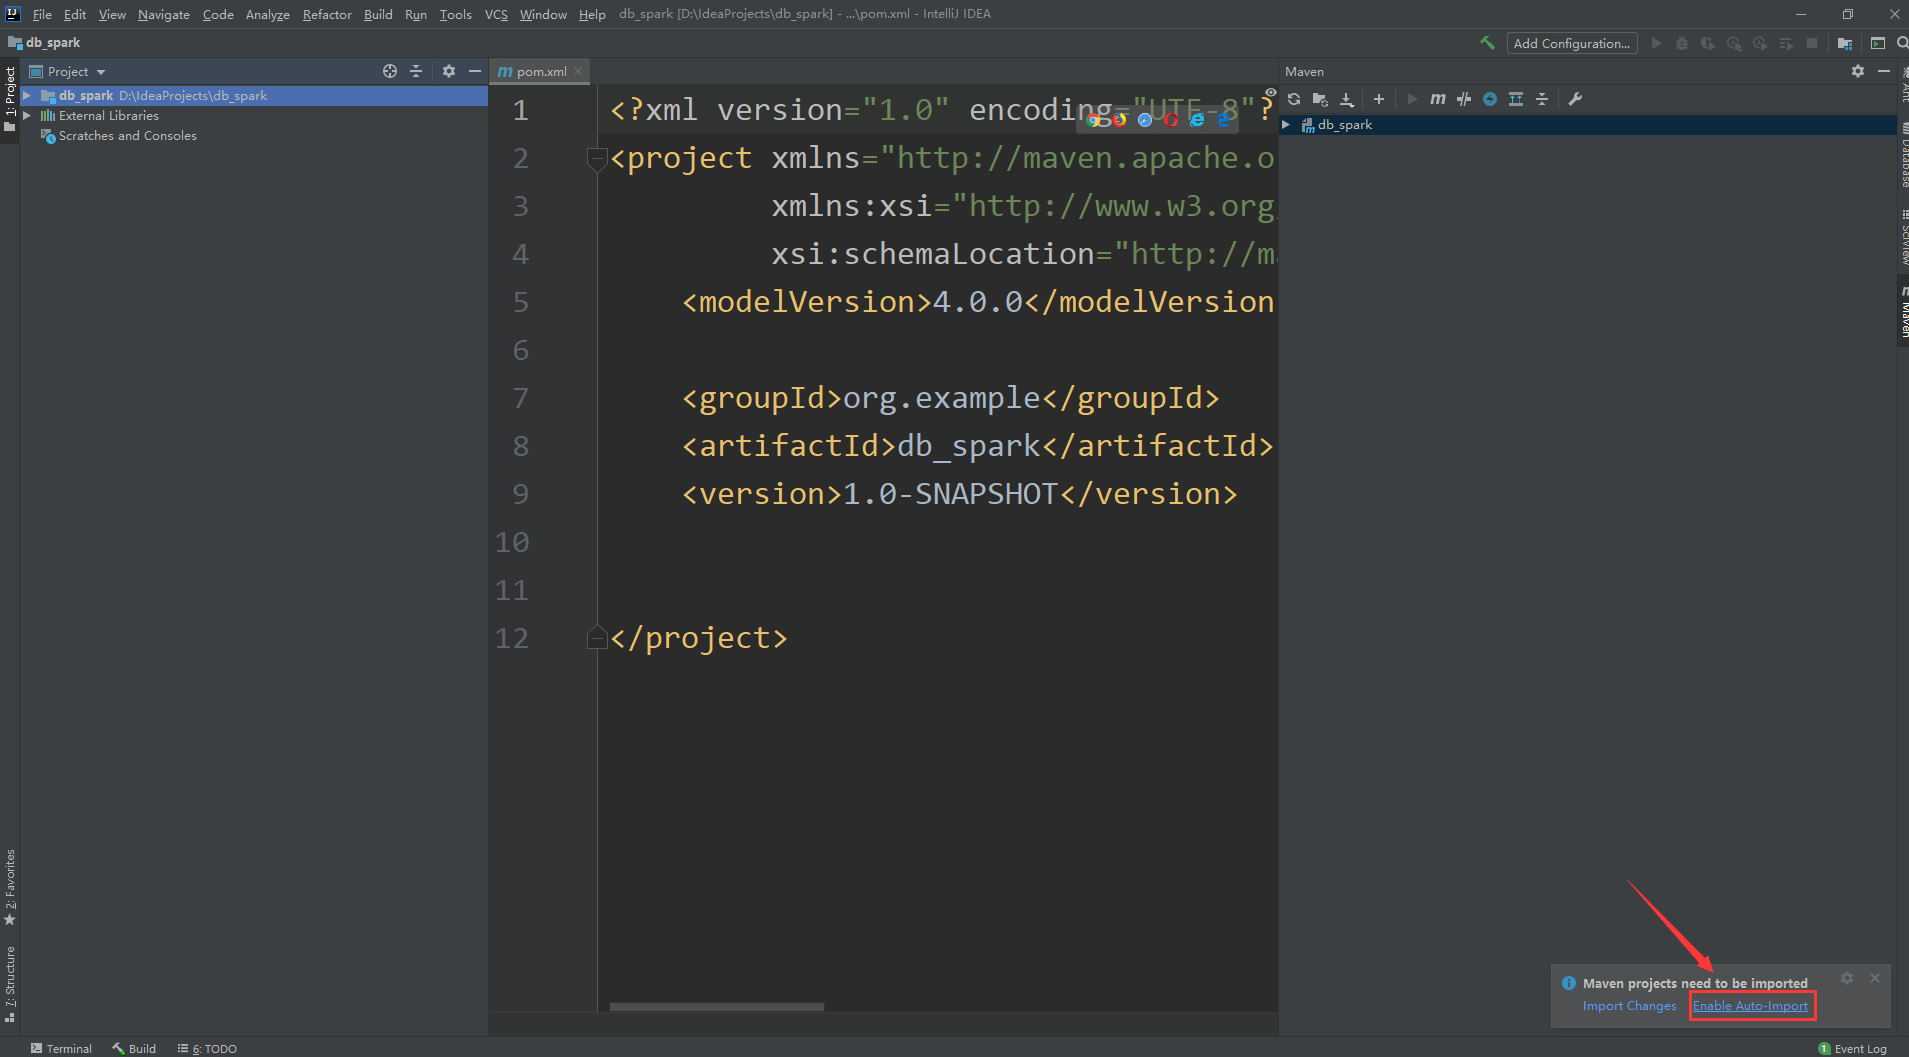 File Edit View Navigate Code Analyze Refactor Build Run Tools VCS Window Help db_spark [D:\IdeaProjects\db_spark] - ...\pom.xml - IntelliJ IDEA
db_spark
Add Configuration...
1: Project
Project
db_spark D:\IdeaProjects\db_spark
External Libraries
Scratches and Consoles
2: Favorites
7: Structure
pom.xml
1 <?xml version="1.0" encoding="UTF-8"?
2 <project xmlns="http://maven.apache.o
3 xmlns:xsi="http://www.w3.org
4 xsi:schemaLocation="http://m
5 <modelVersion>4.0.0</modelVersion
6
7 <groupId>org.example</groupId>
8 <artifactId>db_spark</artifactId>
9 <version>1.0-SNAPSHOT</version>
10
11
12 </project>
Maven
db_spark
Ant
Database
SciView
Maven
Maven projects need to be imported
Import Changes Enable Auto-Import
Terminal Build 6: TODO
1 Event Log